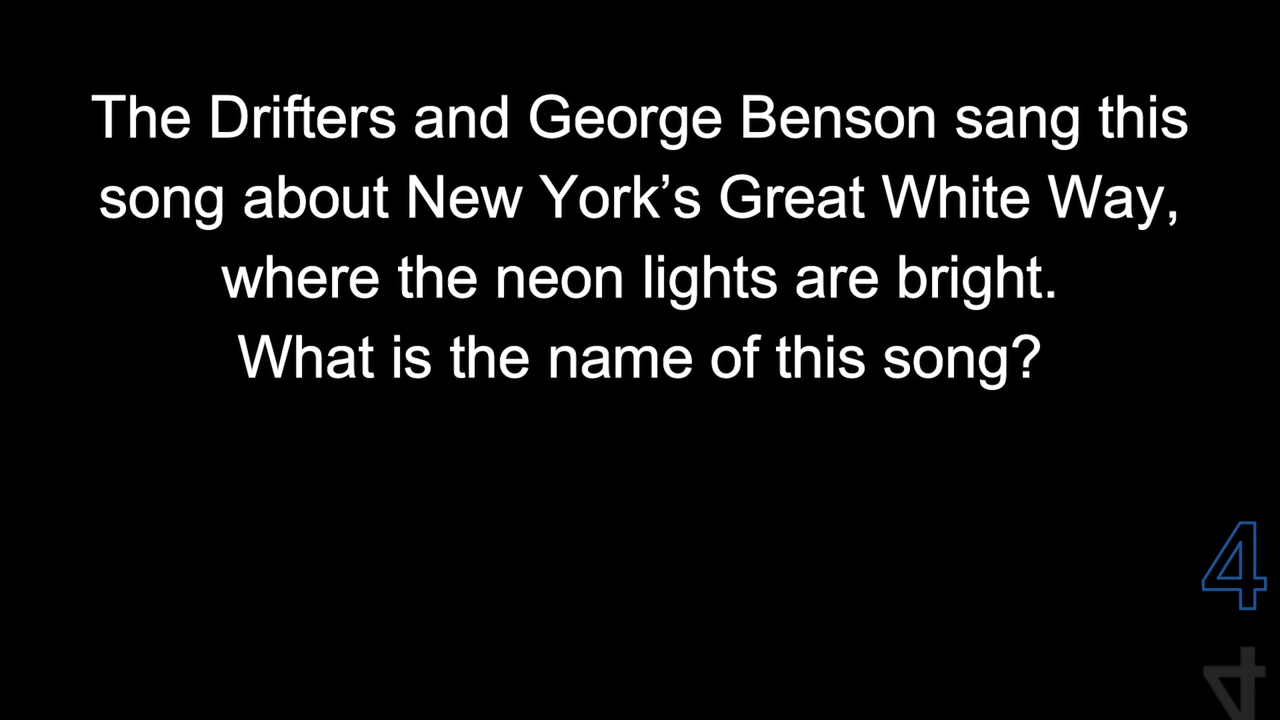 The Drifters and George Benson sang this
song about New York’s Great White Way,
where the neon lights are bright.
What is the name of this song?
4